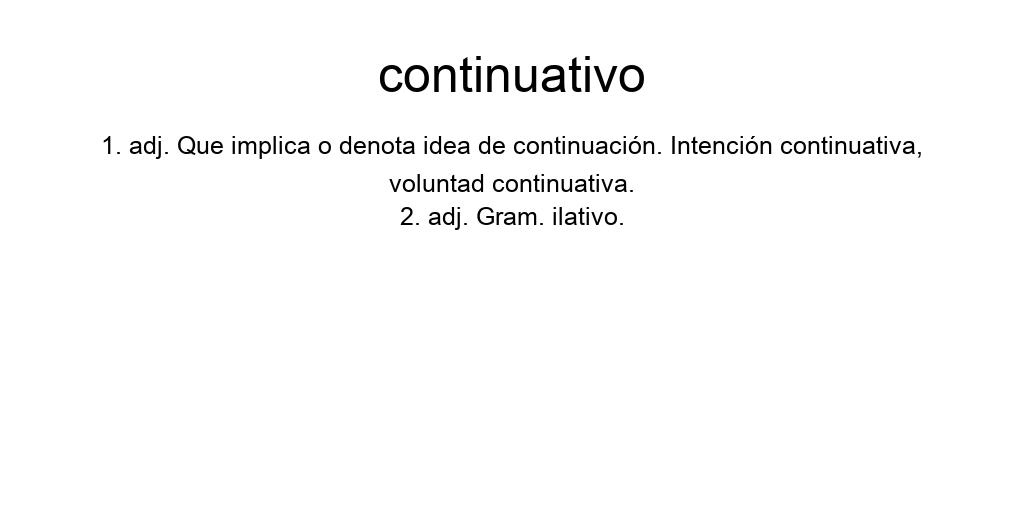 continuativo
1. adj. Que implica o denota idea de continuación. Intención continuativa,
voluntad continuativa.
2. adj. Gram. ilativo.